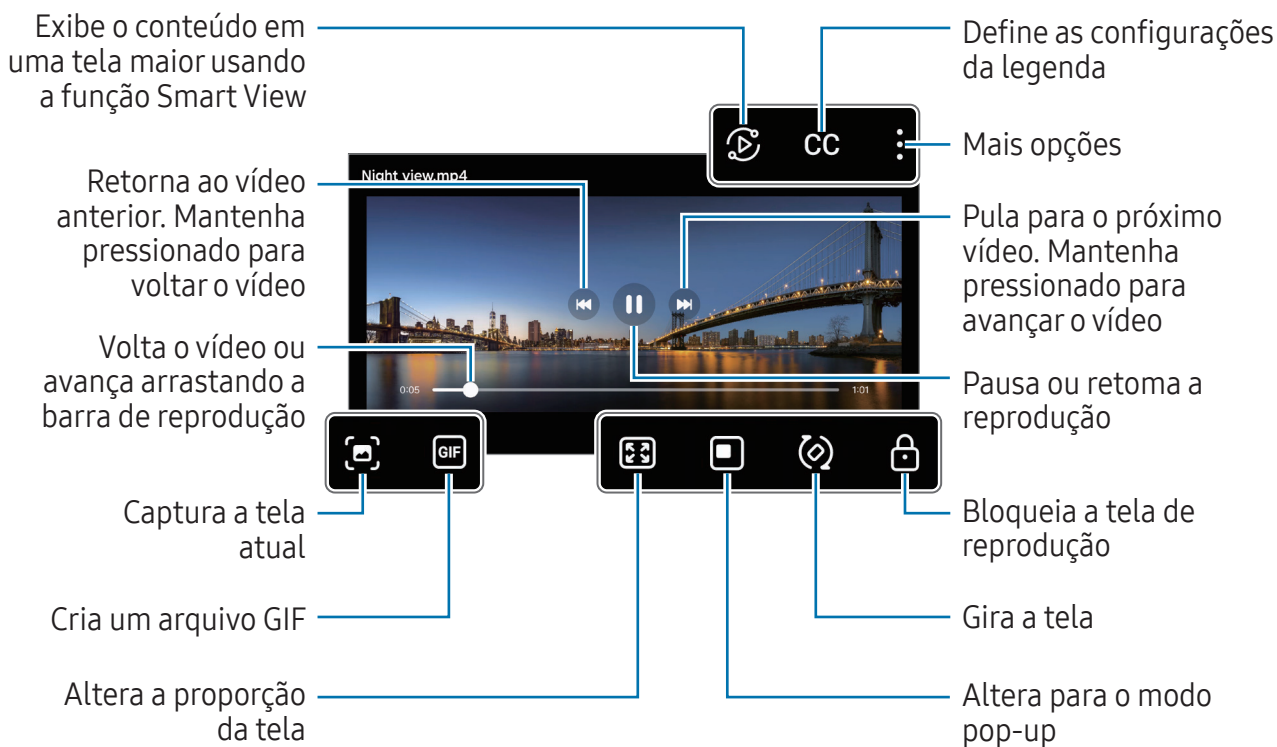 Exibe o conteúdo em
uma tela maior usando
a função Smart View
Define as configurações
da legenda
CC
Mais opções
Night view.mp4
Retorna ao vídeo
anterior. Mantenha
pressionado para
voltar o vídeo
Pula para o próximo
vídeo. Mantenha
pressionado para
avançar o vídeo
Volta o vídeo ou
avança arrastando a
barra de reprodução
0:05
1:01
Pausa ou retoma a
reprodução
GIF
Captura a tela
atual
Bloqueia a tela de
reprodução
Cria um arquivo GIF
Gira a tela
Altera a proporção
da tela
Altera para o modo
pop-up